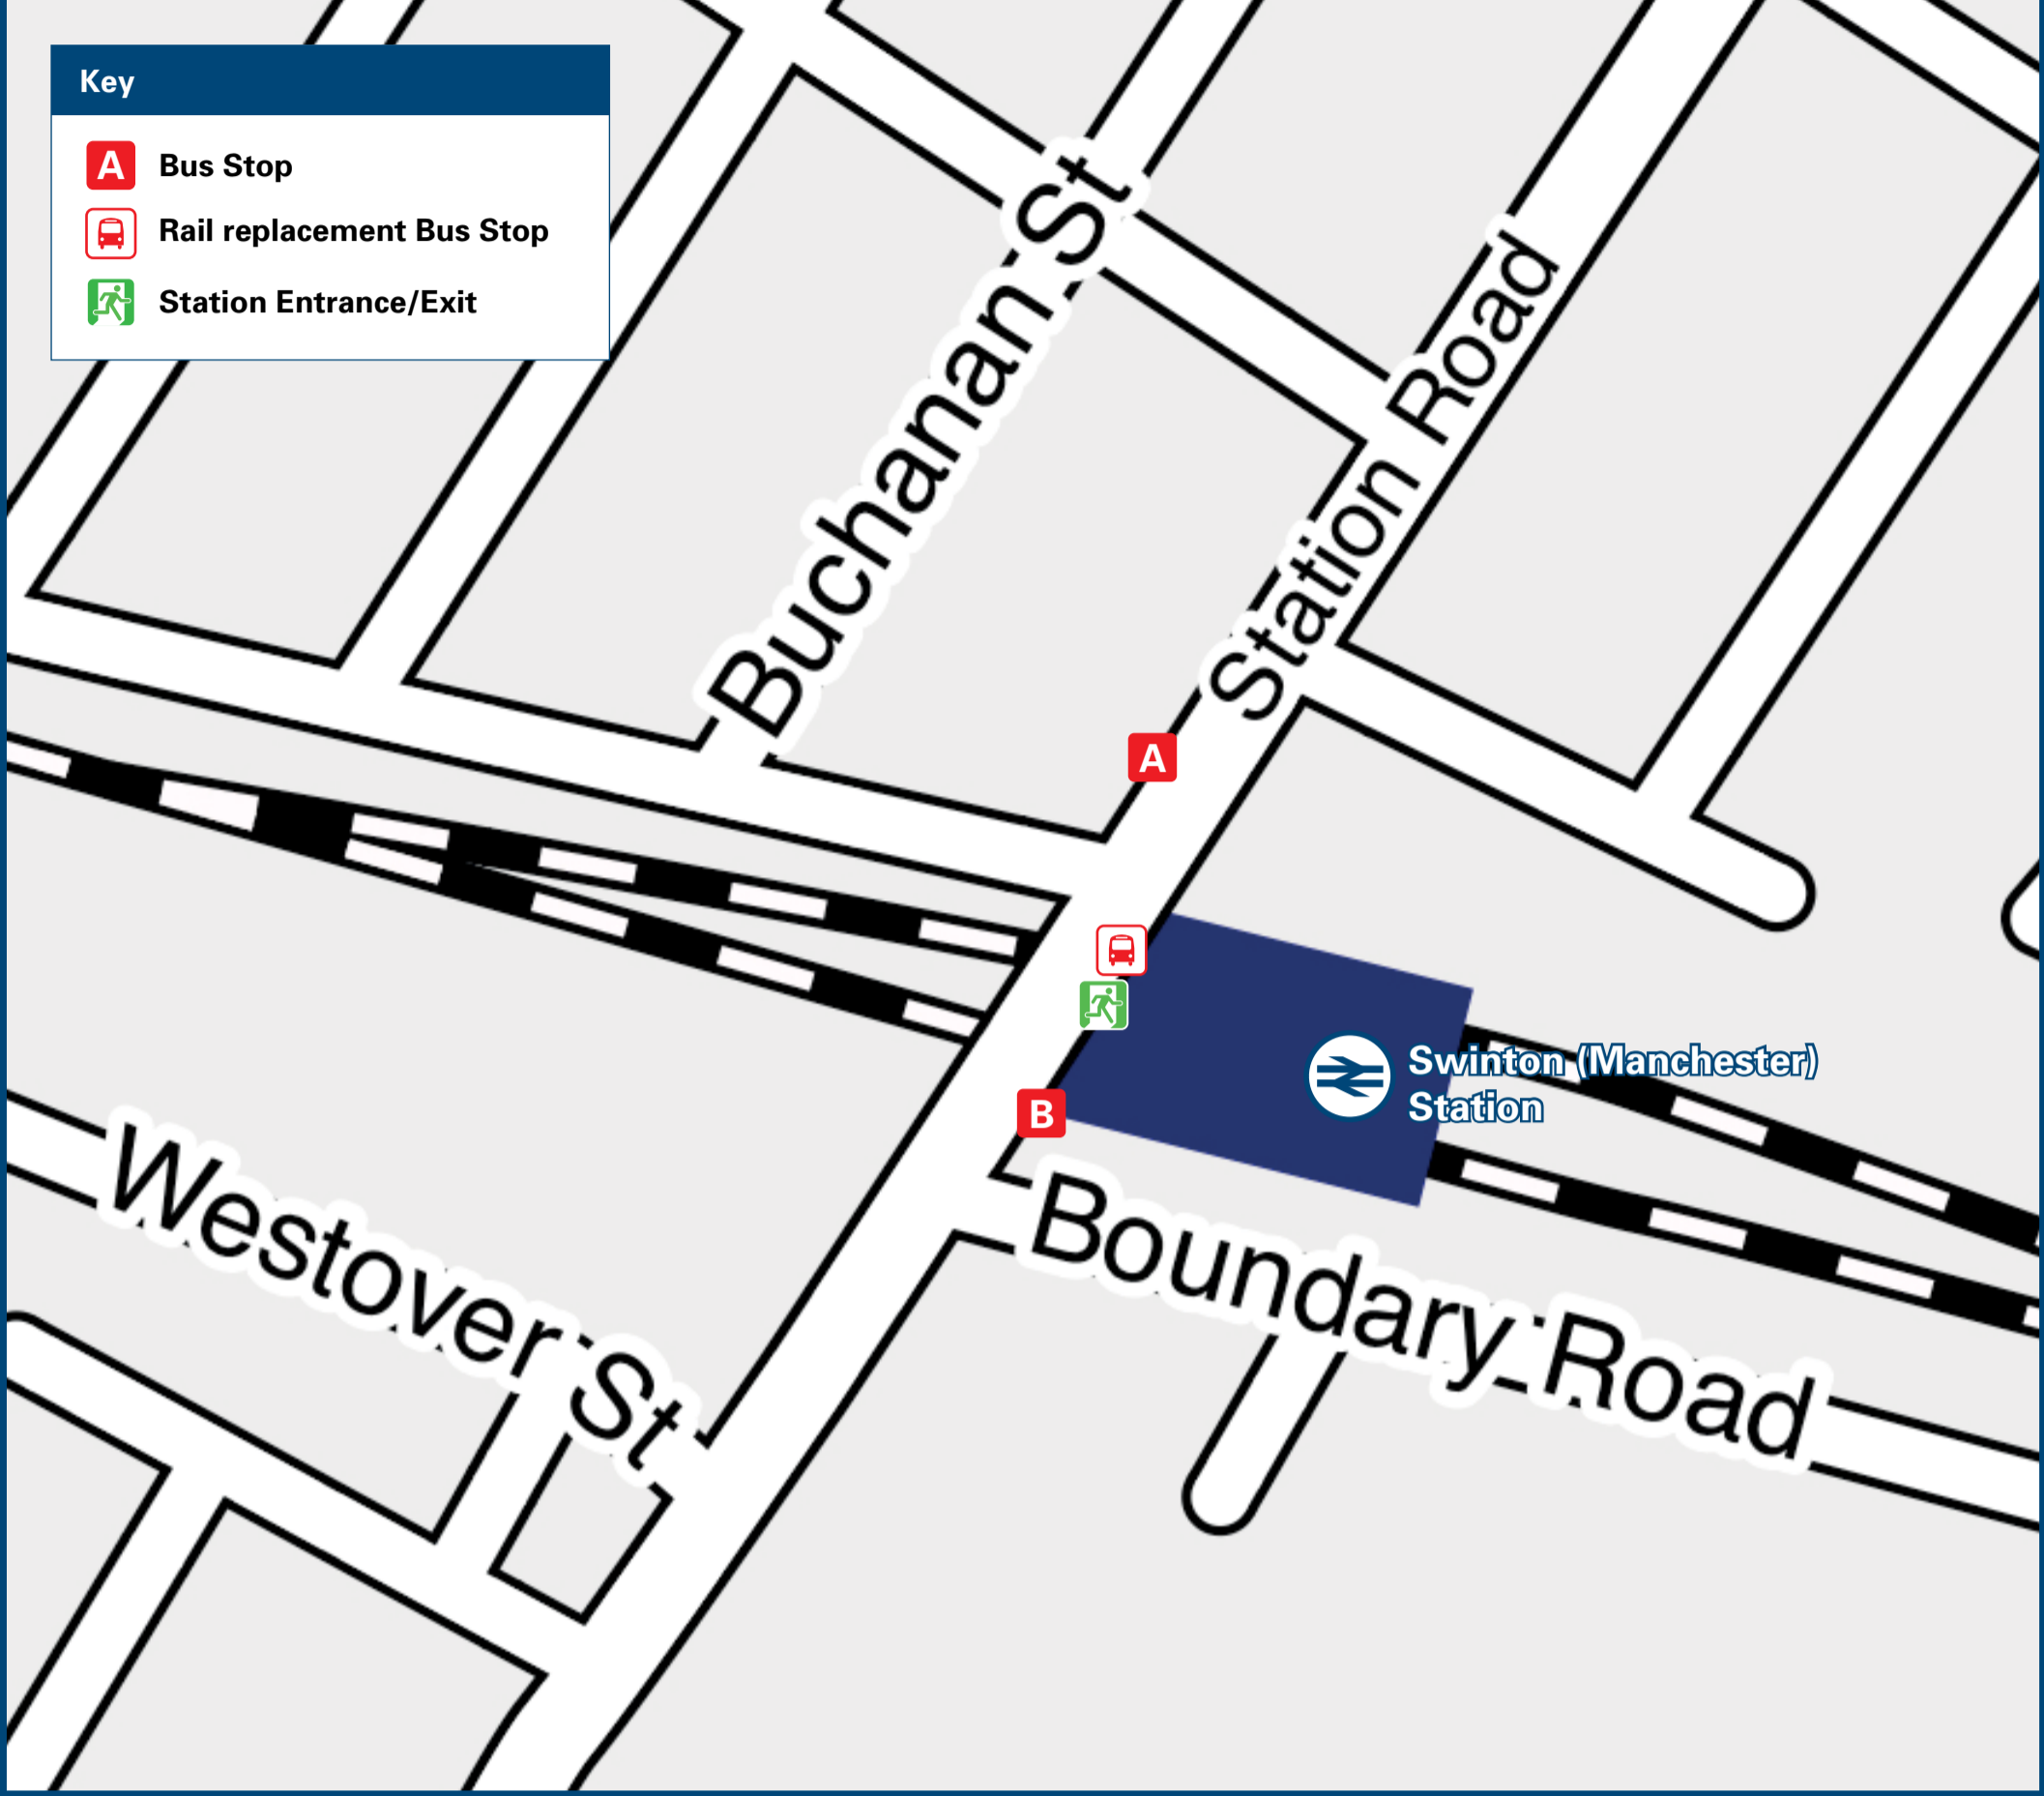 Key
A Bus Stop
Rail replacement Bus Stop
Station Entrance/Exit
Buchanan St
Station Road
A
Swinton (Manchester)
Station
B
Westover St
Boundary Road